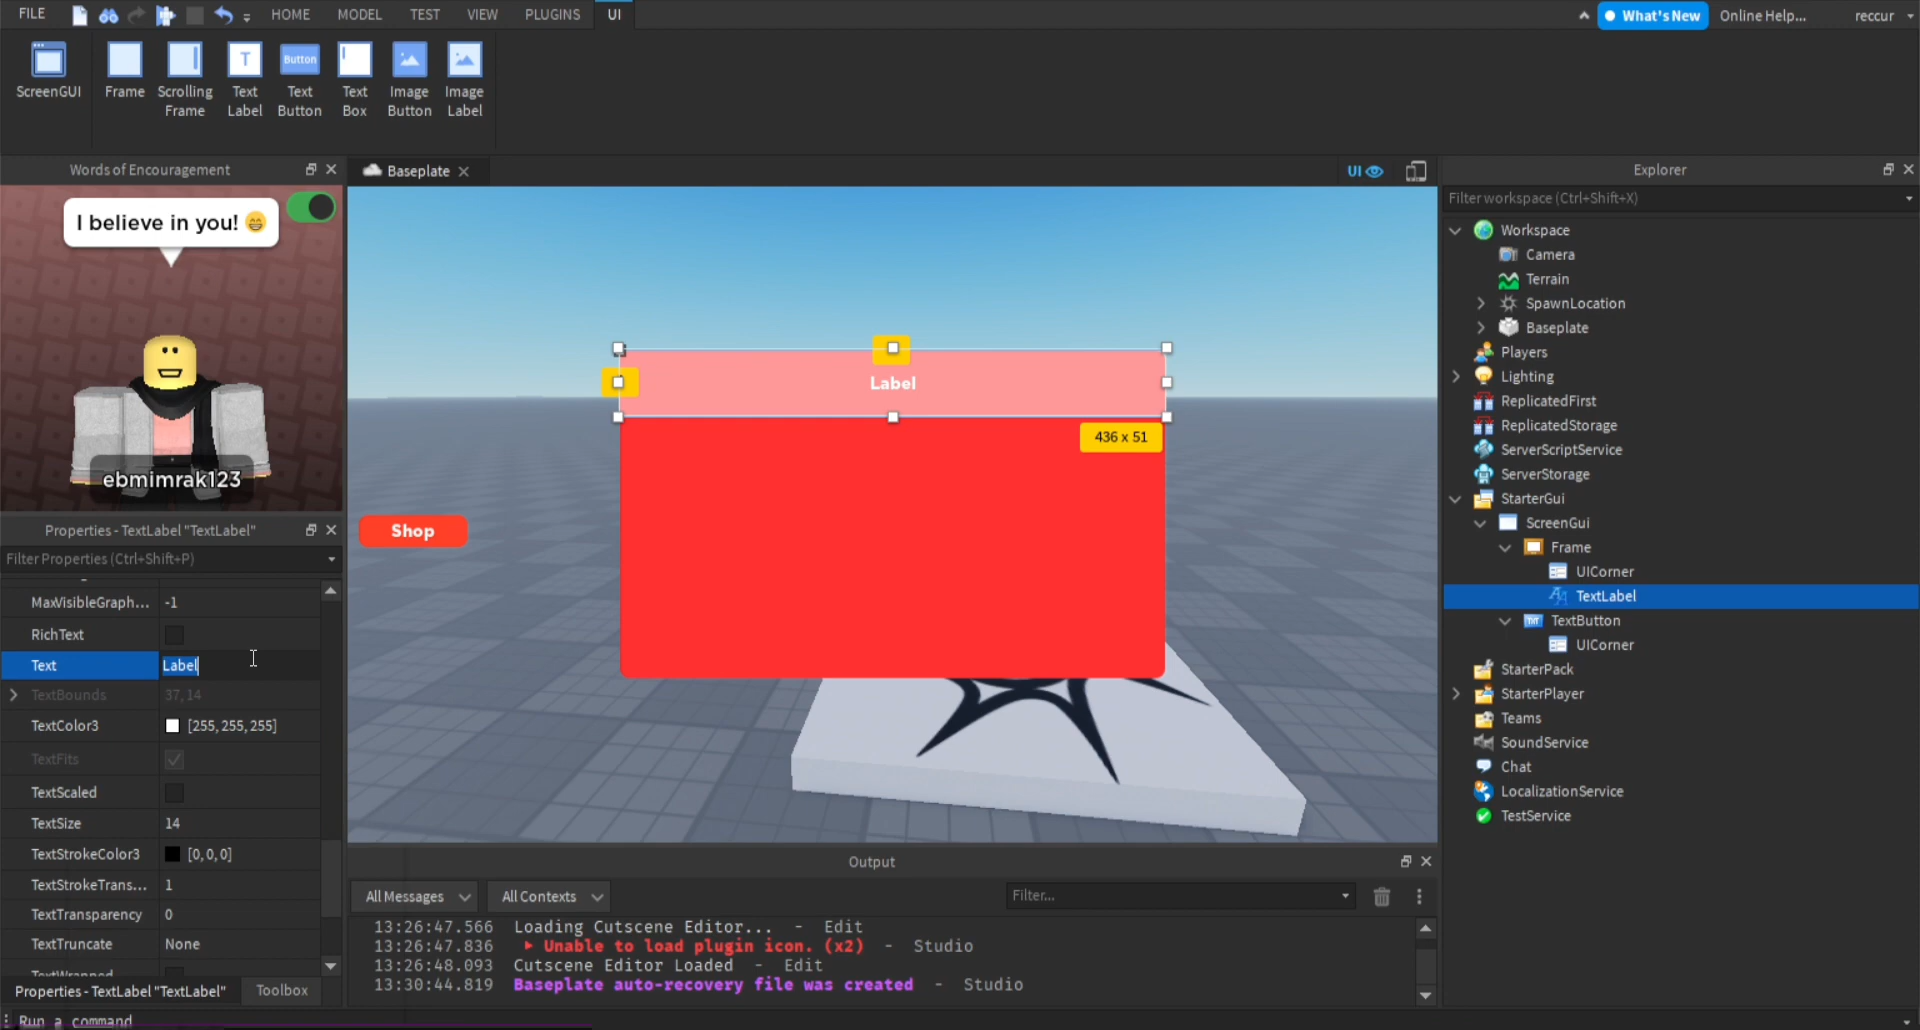 FILE
HOME
MODEL
TEST
VIEW
PLUGINS
UI
What's New
Online Help...
reccur
ScreenGUI
Frame
Scrolling
Frame
T
Text
Label
Button
Text
Button
Text
Box
Image
Button
Image
Label
Words of Encouragement
I believe in you! 😁
ebmimrak123
Baseplate
UI
Explorer
Filter workspace (Ctrl+Shift+X)
Workspace
Camera
Terrain
SpawnLocation
Baseplate
Players
Lighting
ReplicatedFirst
ReplicatedStorage
ServerScriptService
ServerStorage
StarterGui
ScreenGui
Frame
UICorner
TextLabel
TextButton
UICorner
StarterPack
StarterPlayer
Teams
SoundService
Chat
LocalizationService
TestService
Label
436 x 51
Shop
Properties - TextLabel "TextLabel"
Filter Properties (Ctrl+Shift+P)
MaxVisibleGraph... -1
RichText
Text Label
TextBounds 37, 14
TextColor3 [255, 255, 255]
TextFits
TextScaled
TextSize 14
TextStrokeColor3 [0, 0, 0]
TextStrokeTrans... 1
TextTransparency 0
TextTruncate None
TextWrapped
Properties - TextLabel "TextLabel"
Toolbox
Output
All Messages
All Contexts
Filter...
13:26:47.566 Loading Cutscene Editor... - Edit
13:26:47.836 Unable to load plugin icon. (x2) - Studio
13:26:48.093 Cutscene Editor Loaded - Edit
13:30:44.819 Baseplate auto-recovery file was created - Studio
Run a command